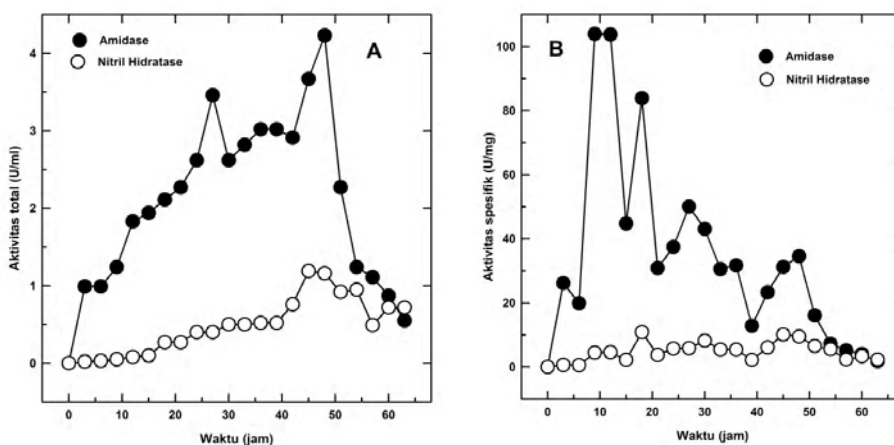 Aktivitas total (U/ml)
4
3
2
1
0
Amidase
Nitril Hidratase
A
0 10 20 30 40 50 60
Waktu (jam)
Aktivitas spesifik (U/mg)
100
80
60
40
20
0
B
Amidase
Nitril Hidratase
0 10 20 30 40 50 60
Waktu (jam)